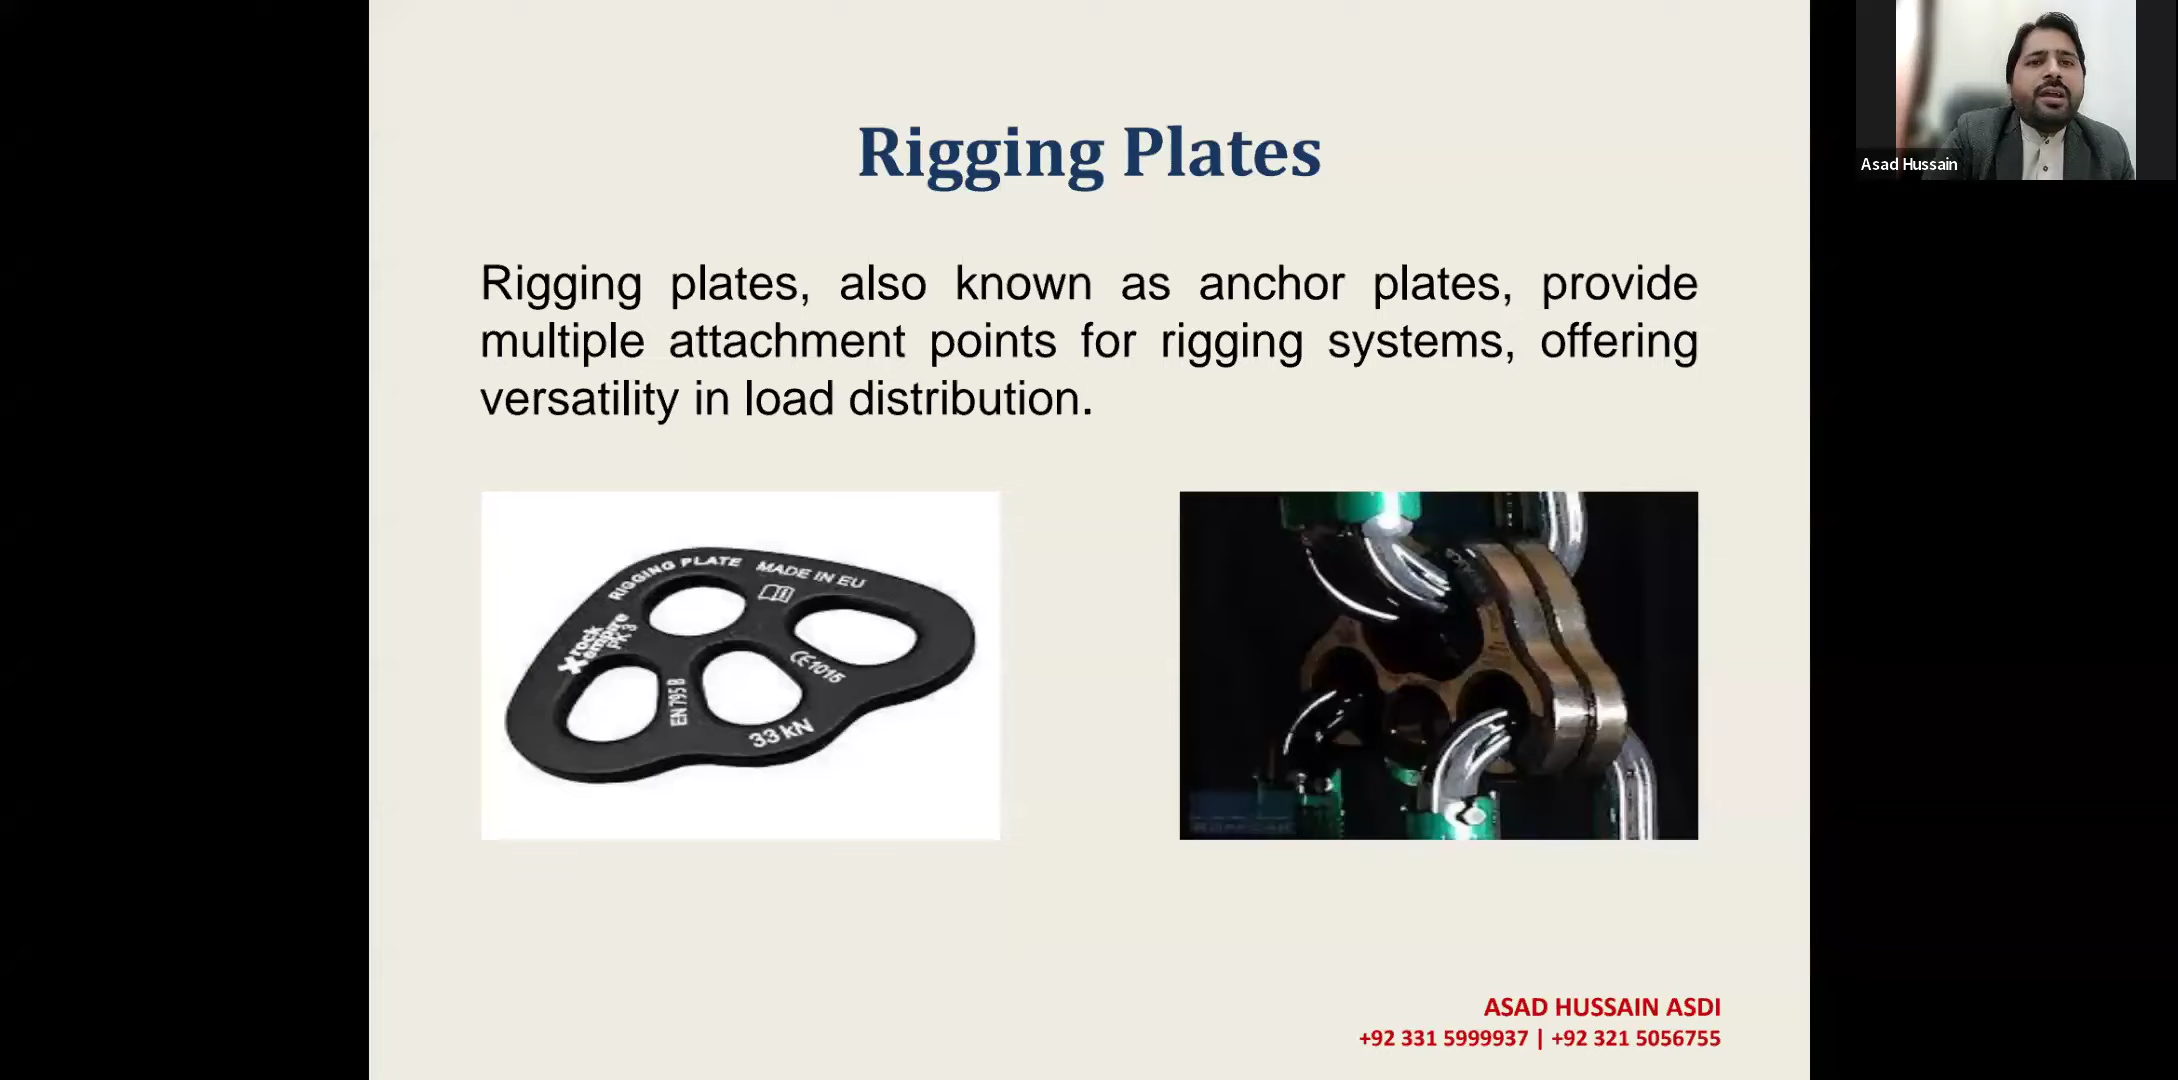 Rigging Plates
Asad Hussain
Rigging plates, also known as anchor plates, provide
multiple attachment points for rigging systems, offering
versatility in load distribution.
RIGGING PLATE MADE IN EU
rock
empire
PK 3
CE1015
EN 795 B
33 kN
ASAD HUSSAIN ASDI
+92 331 5999937 | +92 321 5056755